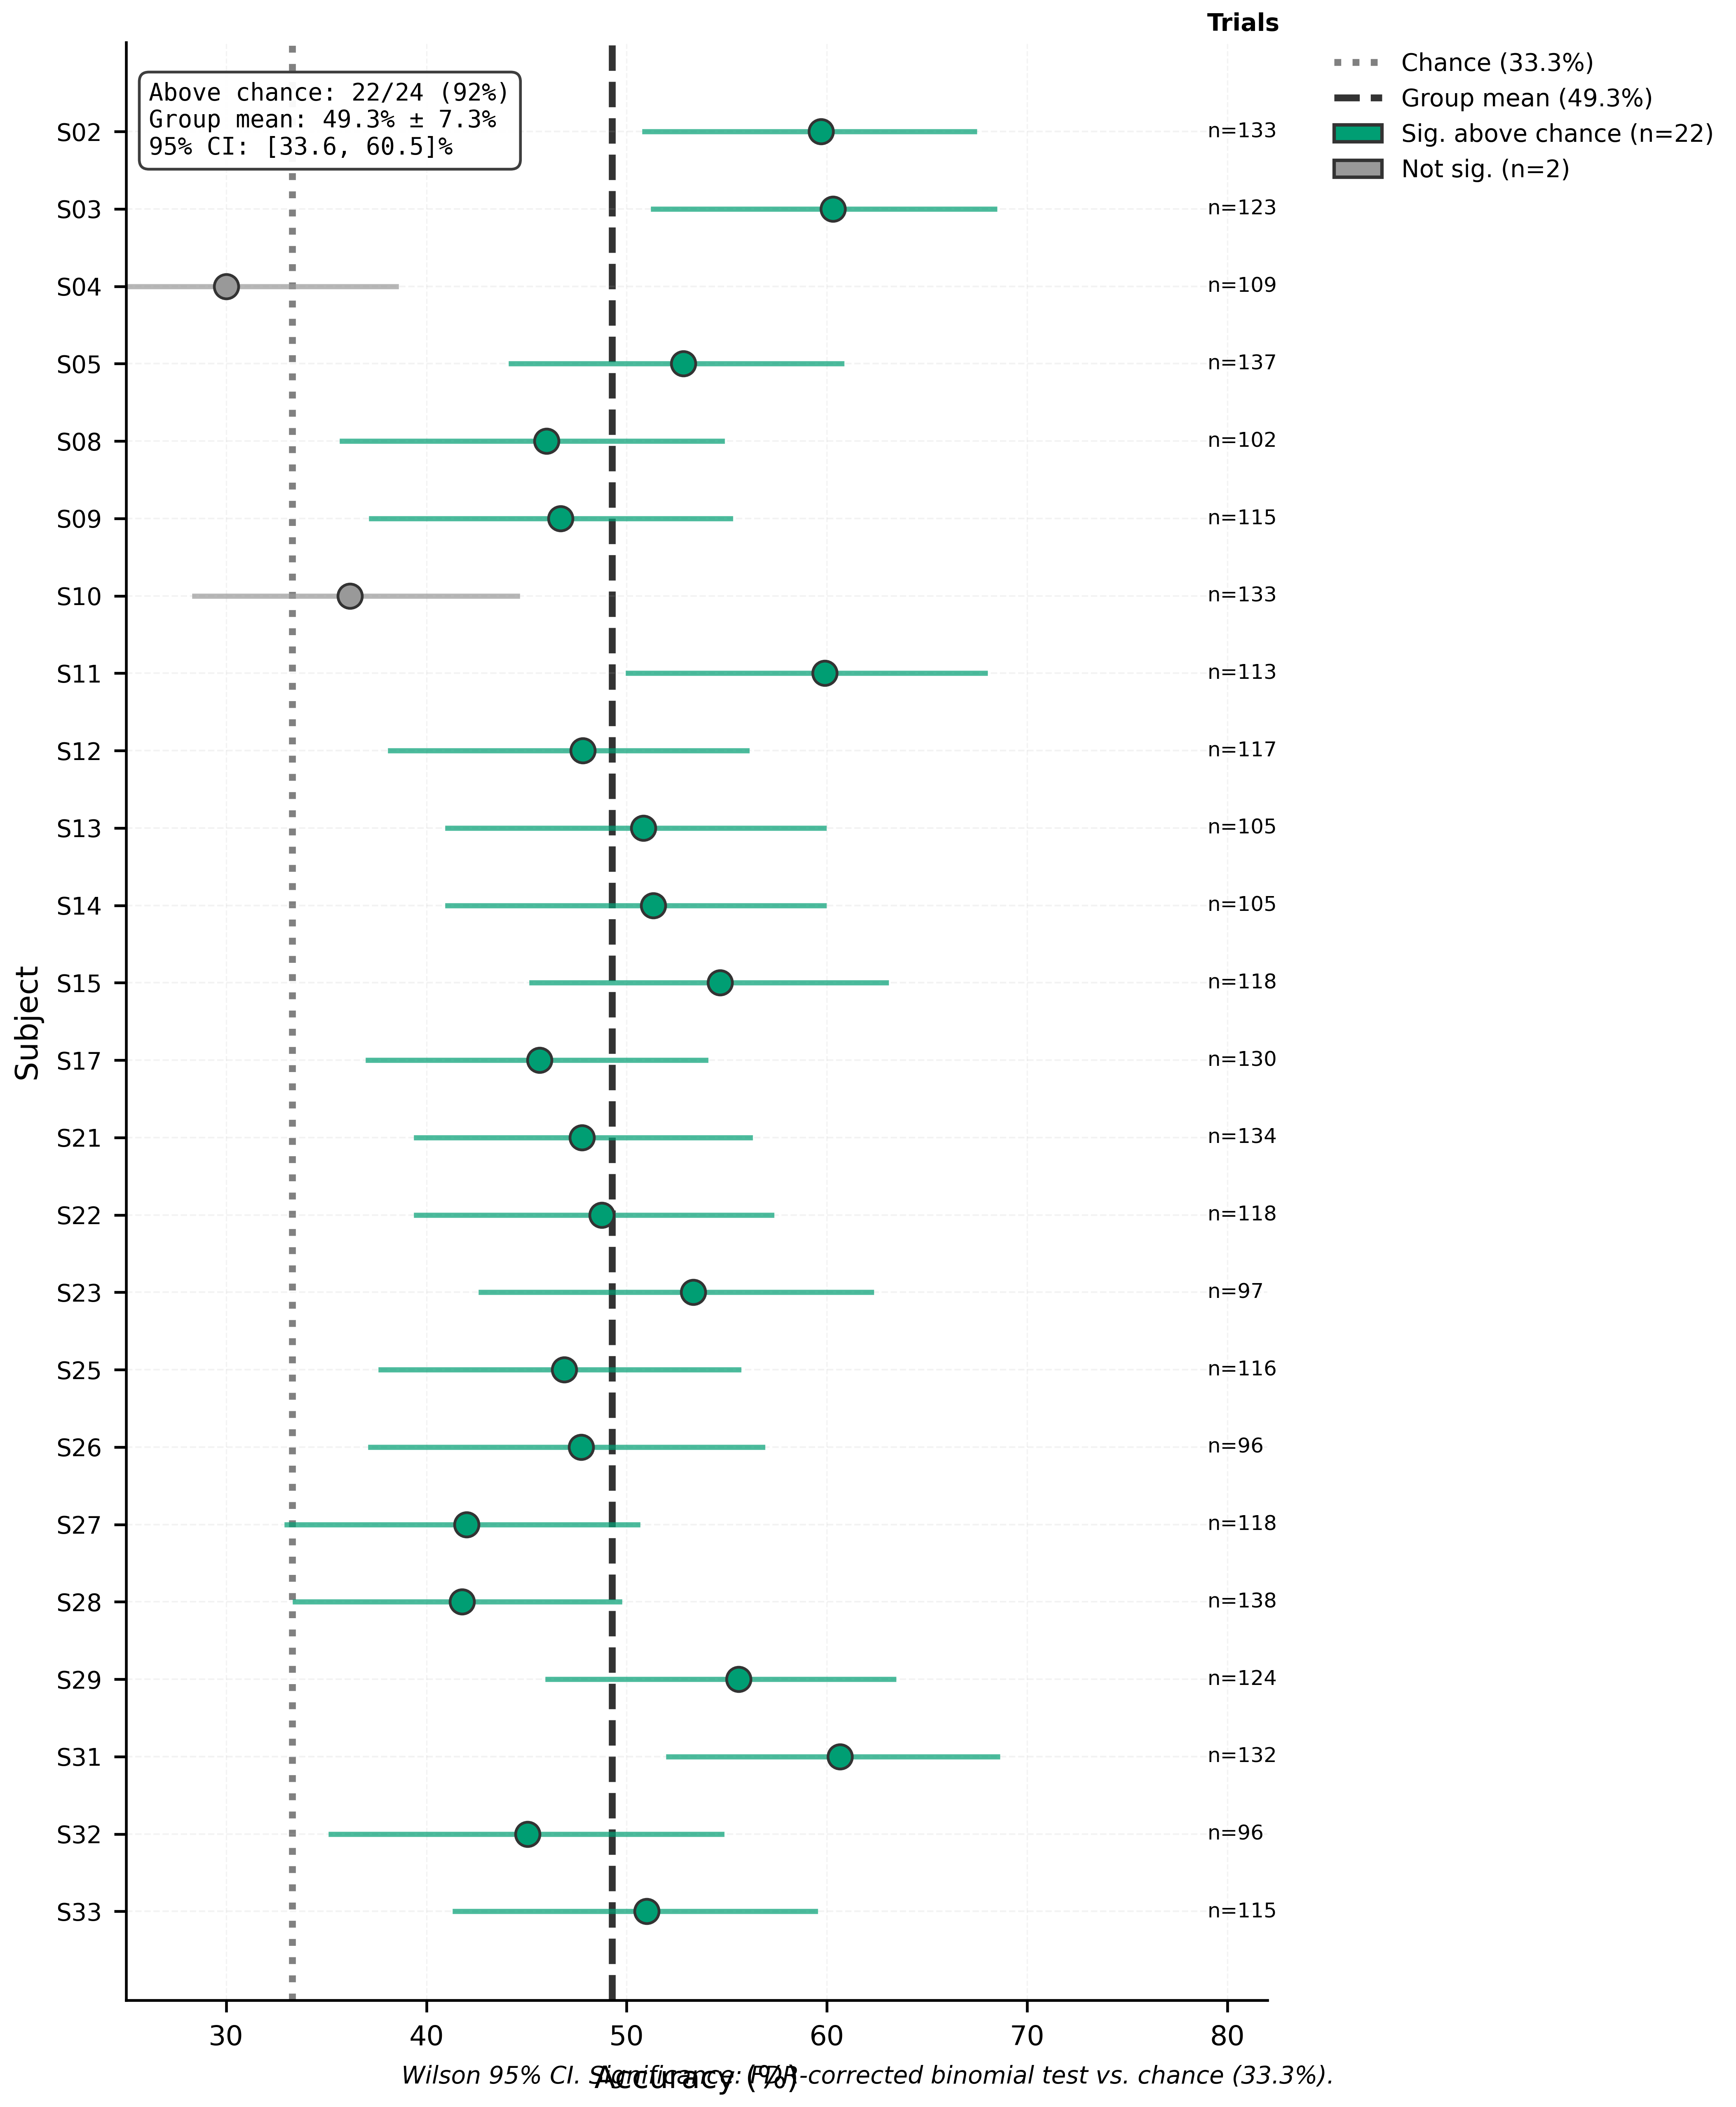 Trials
Chance (33.3%)
Group mean (49.3%)
Sig. above chance (n=22)
Not sig. (n=2)
Above chance: 22/24 (92%)
Group mean: 49.3% ± 7.3%
95% CI: [33.6, 60.5]%
S02 n=133
S03 n=123
S04 n=109
S05 n=137
S08 n=102
S09 n=115
S10 n=133
S11 n=113
S12 n=117
S13 n=105
S14 n=105
S15 n=118
S17 n=130
S21 n=134
S22 n=118
S23 n=97
S25 n=116
S26 n=96
S27 n=118
S28 n=138
S29 n=124
S31 n=132
S32 n=96
S33 n=115
Subject
30 40 50 60 70 80
Accuracy (%)
Wilson 95% CI. Significance: FDR-corrected binomial test vs. chance (33.3%).